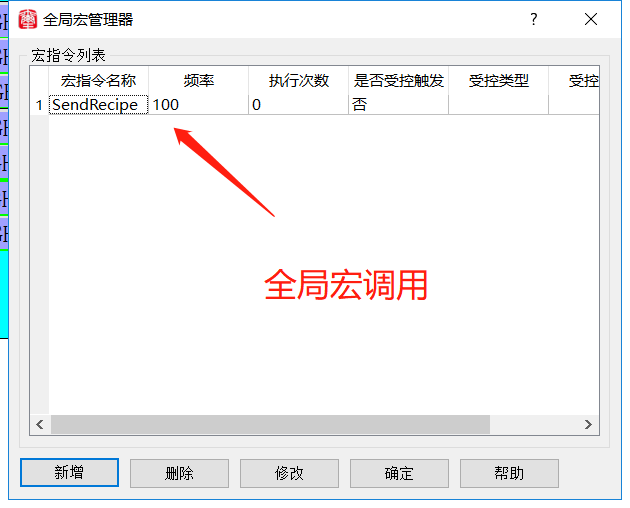 全局宏管理器
宏指令列表
宏指令名称 频率 执行次数 是否受控触发 受控类型 受控
1 SendRecipe 100 0 否
全局宏调用
新增 删除 修改 确定 帮助